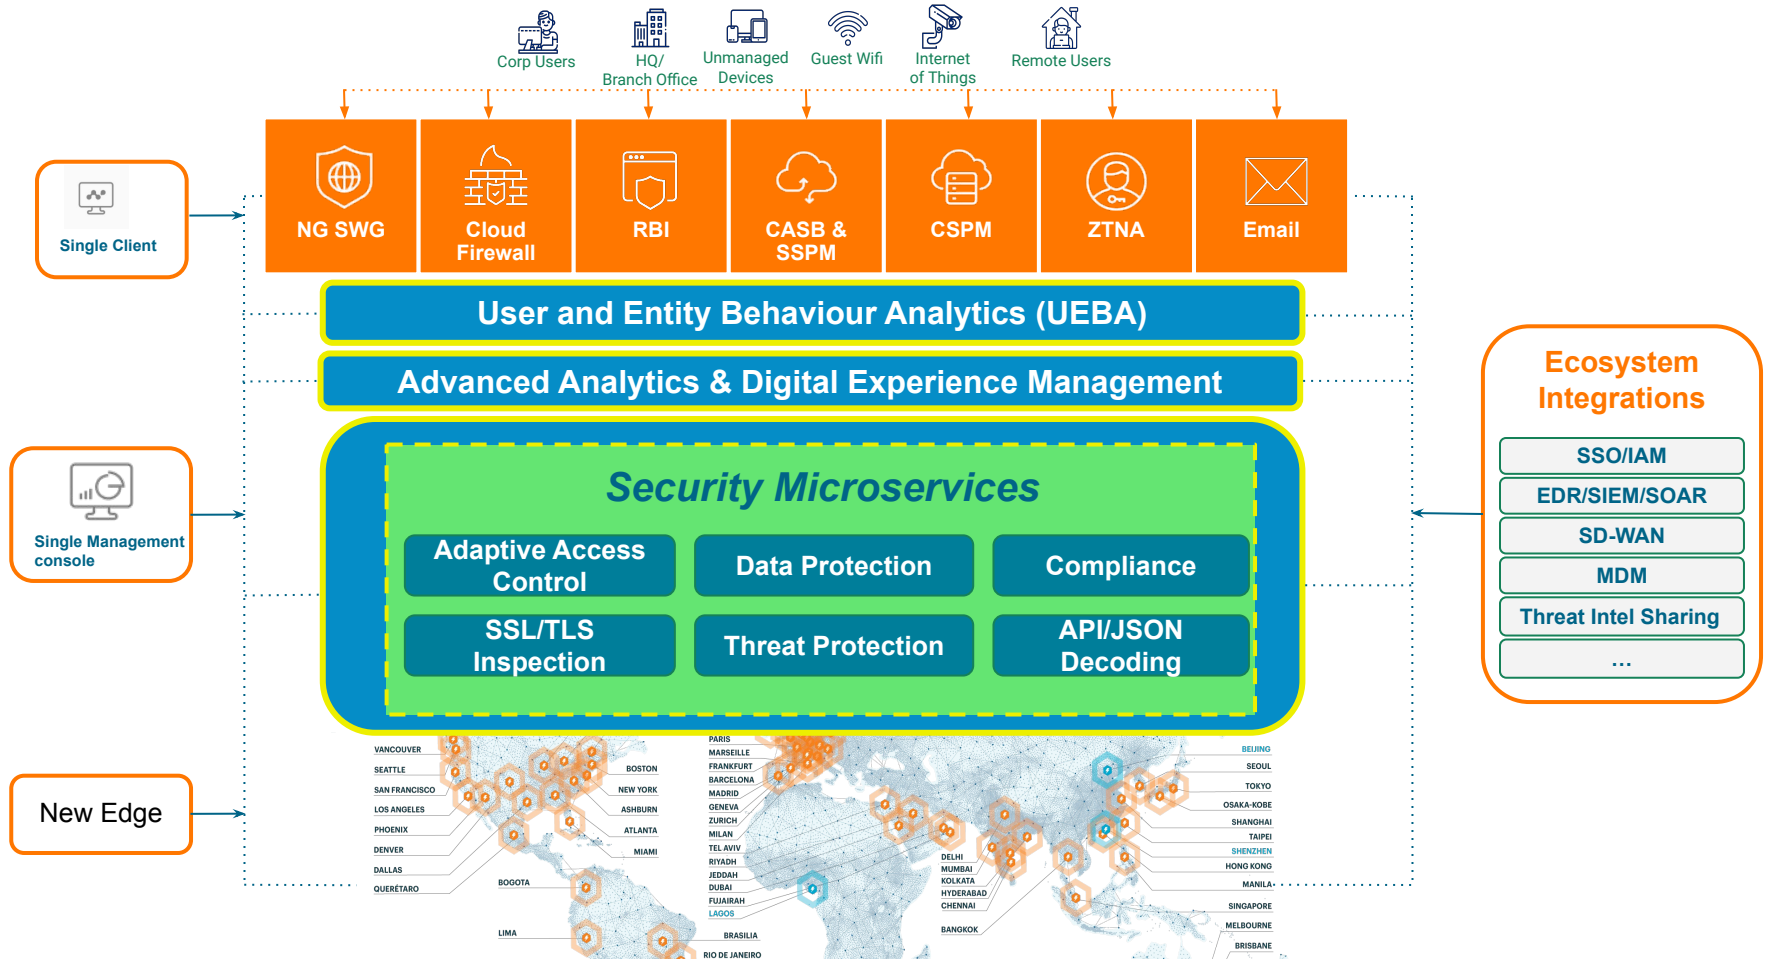 Corp Users
HQ/
Branch Office
Unmanaged
Devices
Guest Wifi
Internet
of Things
Remote Users
NG SWG
Cloud
Firewall
RBI
CASB &
SSPM
CSPM
ZTNA
Email
Single Client
User and Entity Behaviour Analytics (UEBA)
Advanced Analytics & Digital Experience Management
Single Management
console
Security Microservices
Adaptive Access
Control
Data Protection
Compliance
SSL/TLS
Inspection
Threat Protection
API/JSON
Decoding
Ecosystem
Integrations
SSO/IAM
EDR/SIEM/SOAR
SD-WAN
MDM
Threat Intel Sharing
...
New Edge
VANCOUVER
SEATTLE
SAN FRANCISCO
LOS ANGELES
PHOENIX
DENVER
DALLAS
QUERÉTARO
BOSTON
NEW YORK
ASHBURN
ATLANTA
MIAMI
BOGOTA
LIMA
BRASILIA
RIO DE JANEIRO
PARIS
MARSEILLE
FRANKFURT
BARCELONA
MADRID
GENEVA
ZURICH
MILAN
TEL AVIV
RIYADH
JEDDAH
DUBAI
FUJAIRAH
LAGOS
DELHI
MUMBAI
KOLKATA
HYDERABAD
CHENNAI
BANGKOK
BEIJING
SEOUL
TOKYO
OSAKA-KOBE
SHANGHAI
TAIPEI
SHENZHEN
HONG KONG
MANILA
SINGAPORE
MELBOURNE
BRISBANE